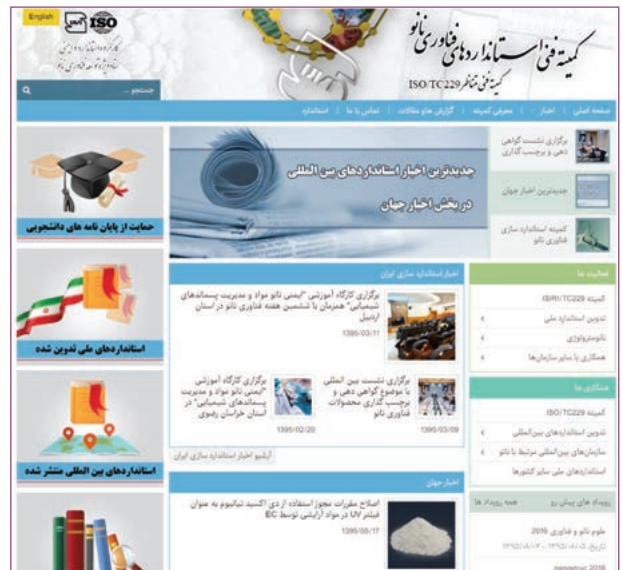 English
ISO
کمیته فنی استانداردهای فناوری نانو
کمیته فنی متناظر ISO/TC229
جستجو ...
صفحه اصلی | اخبار | معرفی کمیته | گزارش ها و مقالات | تماس با ما | استاندارد
برگزاری نشست گواهی
دهی و برچسب گذاری
جدیدترین اخبار جهان
کمیته استاندارد سازی
فناوری نانو
جدیدترین اخبار استانداردهای بین المللی
در بخش اخبار جهان
حمایت از پایان نامه های دانشجویی
استانداردهای ملی تدوین شده
استانداردهای بین المللی منتشر شده
فعالیت ها
کمیته ISIRI/TC229
تدوین استاندارد ملی
نانومترولوژی
همکاری با سایر سازمان‌ها
همکاری ها
کمیته ISO/TC229
تدوین استانداردهای بین‌المللی
سازمان‌های بین‌المللی مرتبط با نانو
استانداردهای ملی سایر کشورها
رویداد های پیش رو
همه رویداد ها
علوم نانو و فناوری 2016
nanostruc 2016
اخبار استاندارد سازی ایران
برگزاری کارگاه آموزشی "ایمنی نانو مواد و مدیریت پسماندهای
شیمیایی" همزمان با ششمین هفته فناوری نانو در استان
اردبیل
1395/03/11
برگزاری نشست بین المللی
با موضوع گواهی دهی و
برچسب گذاری محصولات
فناوری نانو
1395/03/09
برگزاری کارگاه آموزشی
"ایمنی نانو مواد و مدیریت
پسماندهای شیمیایی" در
استان خراسان رضوی
1395/02/20
آرشیو اخبار استاندارد سازی ایران
اخبار جهان
اصلاح مقررات مجوز استفاده از دی اکسید تیتانیوم به عنوان
فیلتر UV در مواد آرایشی توسط EC
1395/05/17